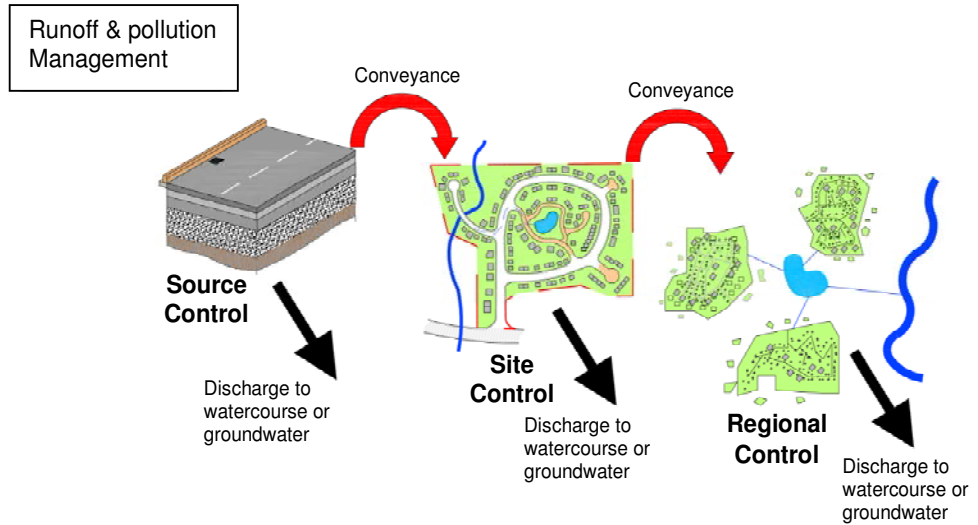 Runoff & pollution
Management
Conveyance
Conveyance
Source
Control
Discharge to
watercourse or
groundwater
Site
Control
Discharge to
watercourse or
groundwater
Regional
Control
Discharge to
watercourse or
groundwater